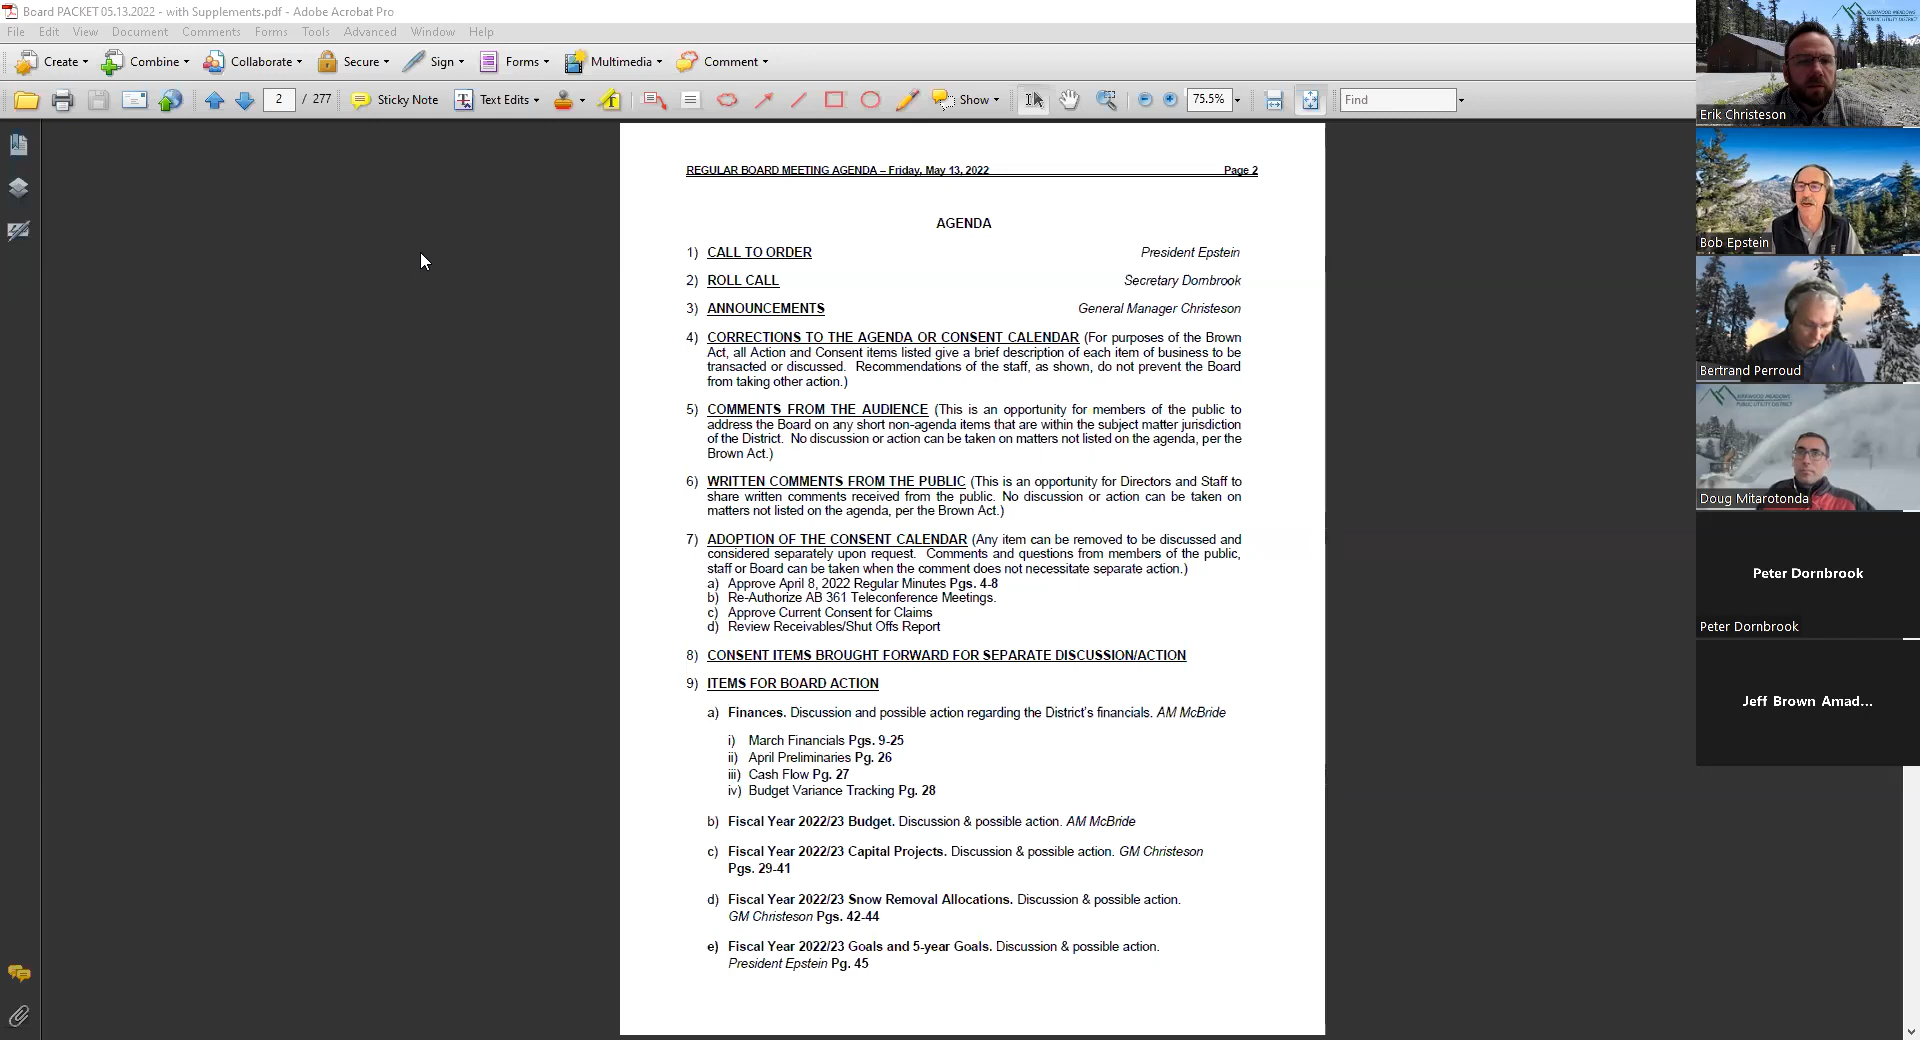 Board PACKET 05.13.2022 - with Supplements.pdf - Adobe Acrobat Pro
File Edit View Document Comments Forms Tools Advanced Window Help
Create Combine Collaborate Secure Sign Forms Multimedia Comment
2 / 277 Sticky Note Text Edits Show 75.5% Find
REGULAR BOARD MEETING AGENDA – Friday, May 13, 2022 Page 2
AGENDA
1) CALL TO ORDER President Epstein
2) ROLL CALL Secretary Dornbrook
3) ANNOUNCEMENTS General Manager Christeson
4) CORRECTIONS TO THE AGENDA OR CONSENT CALENDAR (For purposes of the Brown
Act, all Action and Consent items listed give a brief description of each item of business to be
transacted or discussed. Recommendations of the staff, as shown, do not prevent the Board
from taking other action.)
5) COMMENTS FROM THE AUDIENCE (This is an opportunity for members of the public to
address the Board on any short non-agenda items that are within the subject matter jurisdiction
of the District. No discussion or action can be taken on matters not listed on the agenda, per the
Brown Act.)
6) WRITTEN COMMENTS FROM THE PUBLIC (This is an opportunity for Directors and Staff to
share written comments received from the public. No discussion or action can be taken on
matters not listed on the agenda, per the Brown Act.)
7) ADOPTION OF THE CONSENT CALENDAR (Any item can be removed to be discussed and
considered separately upon request. Comments and questions from members of the public,
staff or Board can be taken when the comment does not necessitate separate action.)
a) Approve April 8, 2022 Regular Minutes Pgs. 4-8
b) Re-Authorize AB 361 Teleconference Meetings.
c) Approve Current Consent for Claims
d) Review Receivables/Shut Offs Report
8) CONSENT ITEMS BROUGHT FORWARD FOR SEPARATE DISCUSSION/ACTION
9) ITEMS FOR BOARD ACTION
a) Finances. Discussion and possible action regarding the District's financials. AM McBride
i) March Financials Pgs. 9-25
ii) April Preliminaries Pg. 26
iii) Cash Flow Pg. 27
iv) Budget Variance Tracking Pg. 28
b) Fiscal Year 2022/23 Budget. Discussion & possible action. AM McBride
c) Fiscal Year 2022/23 Capital Projects. Discussion & possible action. GM Christeson
Pgs. 29-41
d) Fiscal Year 2022/23 Snow Removal Allocations. Discussion & possible action.
GM Christeson Pgs. 42-44
e) Fiscal Year 2022/23 Goals and 5-year Goals. Discussion & possible action.
President Epstein Pg. 45
KIRKWOOD MEADOWS
PUBLIC UTILITY DISTRICT
Erik Christeson
Bob Epstein
Bertrand Perroud
KIRKWOOD MEADOWS
PUBLIC UTILITY DISTRICT
Doug Mitarotonda
Peter Dornbrook
Peter Dornbrook
Jeff Brown Amad...